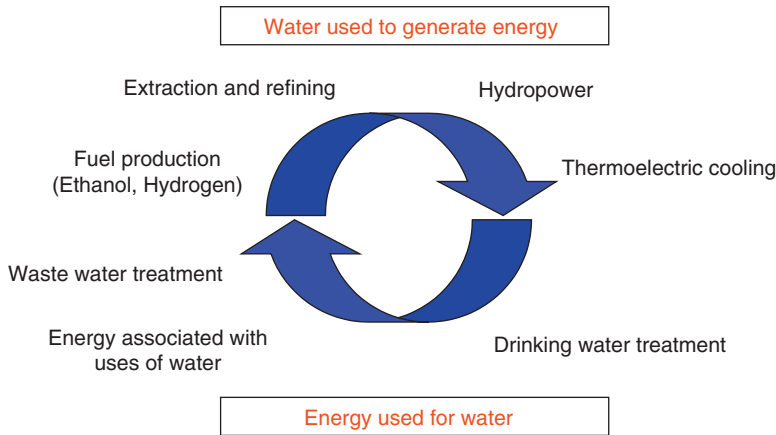 Water used to generate energy
Extraction and refining
Hydropower
Fuel production
(Ethanol, Hydrogen)
Thermoelectric cooling
Waste water treatment
Energy associated with
uses of water
Drinking water treatment
Energy used for water